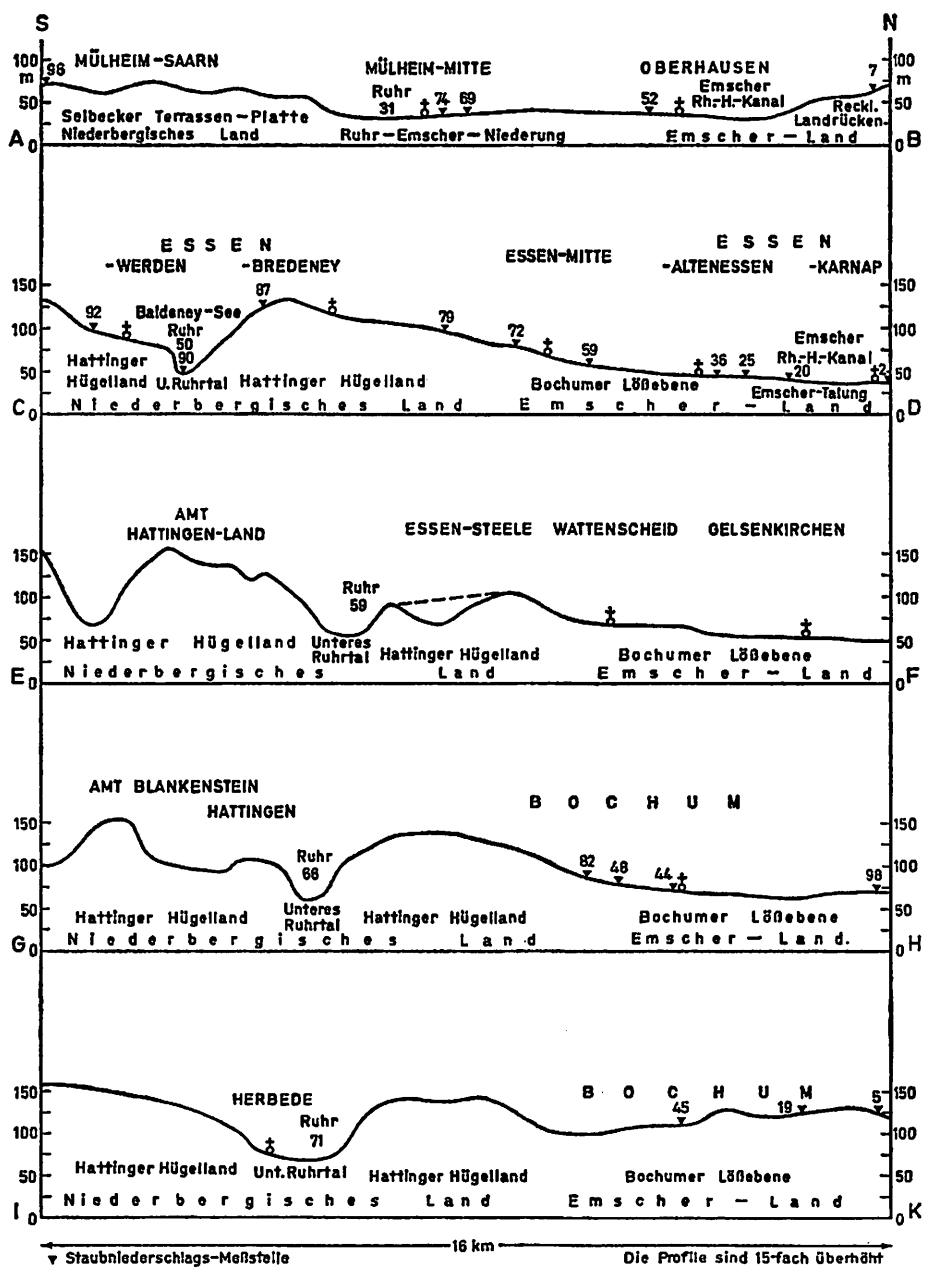 S N
100 MÜLHEIM-SAARN MÜLHEIM-MITTE OBERHAUSEN 100
m 96 Ruhr Emscher 7 m
31 74 69 52 Rh.-H.-Kanal
50 Selbecker Terrassen-Platte Reckl. 50
Landrücken
Niederbergisches Land Ruhr-Emscher-Niederung Emscher-Land
A 0 0 B
E S S E N E S S E N
-WERDEN -BREDENEY ESSEN-MITTE -ALTENESSEN -KARNAP
150 87 150
92 Baldeney-See
100 Ruhr 79 72 Emscher 100
50 59 Rh.-H.-Kanal
90 36 25 20 2
50 Hattinger 50
Hügelland U.Ruhrtal Hattinger Hügelland Bochumer Lößebene Emscher-Talung
C 0 Niederbergisches Land Emscher-Land 0 D
AMT
HATTINGEN-LAND ESSEN-STEELE WATTENSCHEID GELSENKIRCHEN
150 150
100 Ruhr 100
59
50 Hattinger Hügelland Unteres 50
Ruhrtal Hattinger Hügelland Bochumer Lößebene
E 0 Niederbergisches Land Emscher-Land 0 F
AMT BLANKENSTEIN
HATTINGEN B O C H U M
150 150
100 Ruhr 82 48 44 98 100
66
50 Hattinger Hügelland Unteres Hattinger Hügelland Bochumer Lößebene 50
Ruhrtal
G 0 Niederbergisches Land Emscher-Land. 0 H
150 HERBEDE B O C H U M 150
Ruhr 45 19 5
100 71 100
50 Hattinger Hügelland Unt.Ruhrtal Hattinger Hügelland Bochumer Lößebene 50
I 0 Niederbergisches Land Emscher-Land 0 K
16 km
▼ Staubniederschlags-Meßstelle Die Profile sind 15-fach überhöht